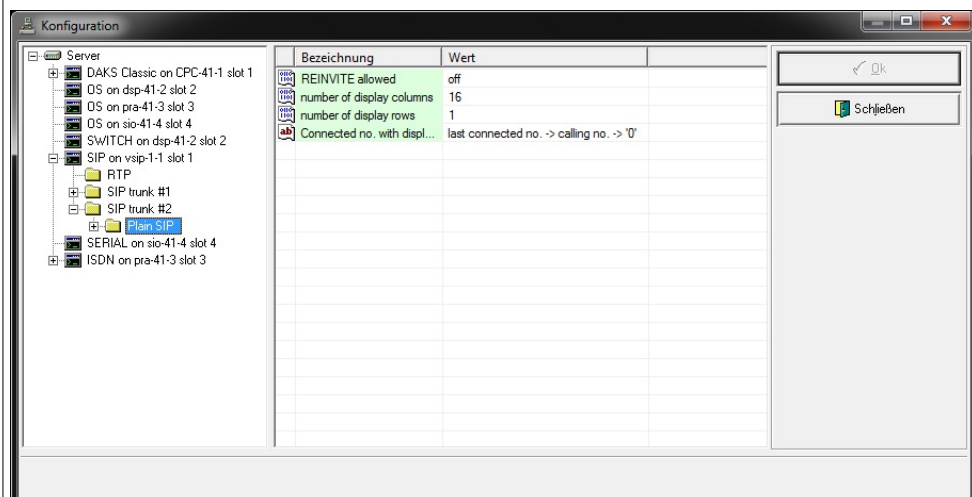 Konfiguration
Server
DAKS Classic on CPC-41-1 slot 1
OS on dsp-41-2 slot 2
OS on pra-41-3 slot 3
OS on sio-41-4 slot 4
SWITCH on dsp-41-2 slot 2
SIP on vsip-1-1 slot 1
RTP
SIP trunk #1
SIP trunk #2
Plain SIP
SERIAL on sio-41-4 slot 4
ISDN on pra-41-3 slot 3
Bezeichnung Wert
REINVITE allowed off
number of display columns 16
number of display rows 1
Connected no. with displ... last connected no. -> calling no. -> '0'
Ok
Schließen